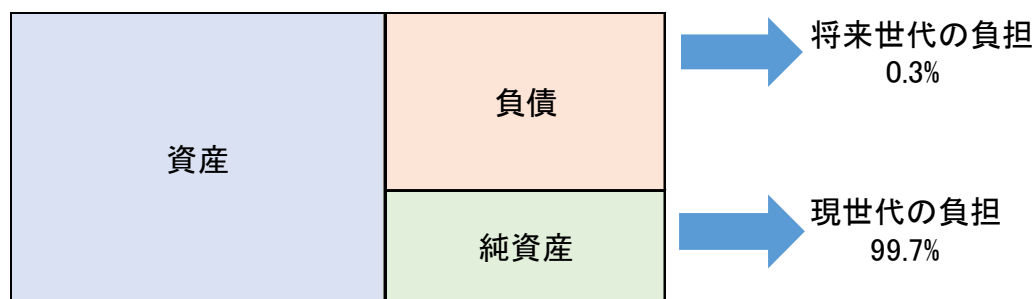 資産
負債
純資産
将来世代の負担
0.3%
現世代の負担
99.7%